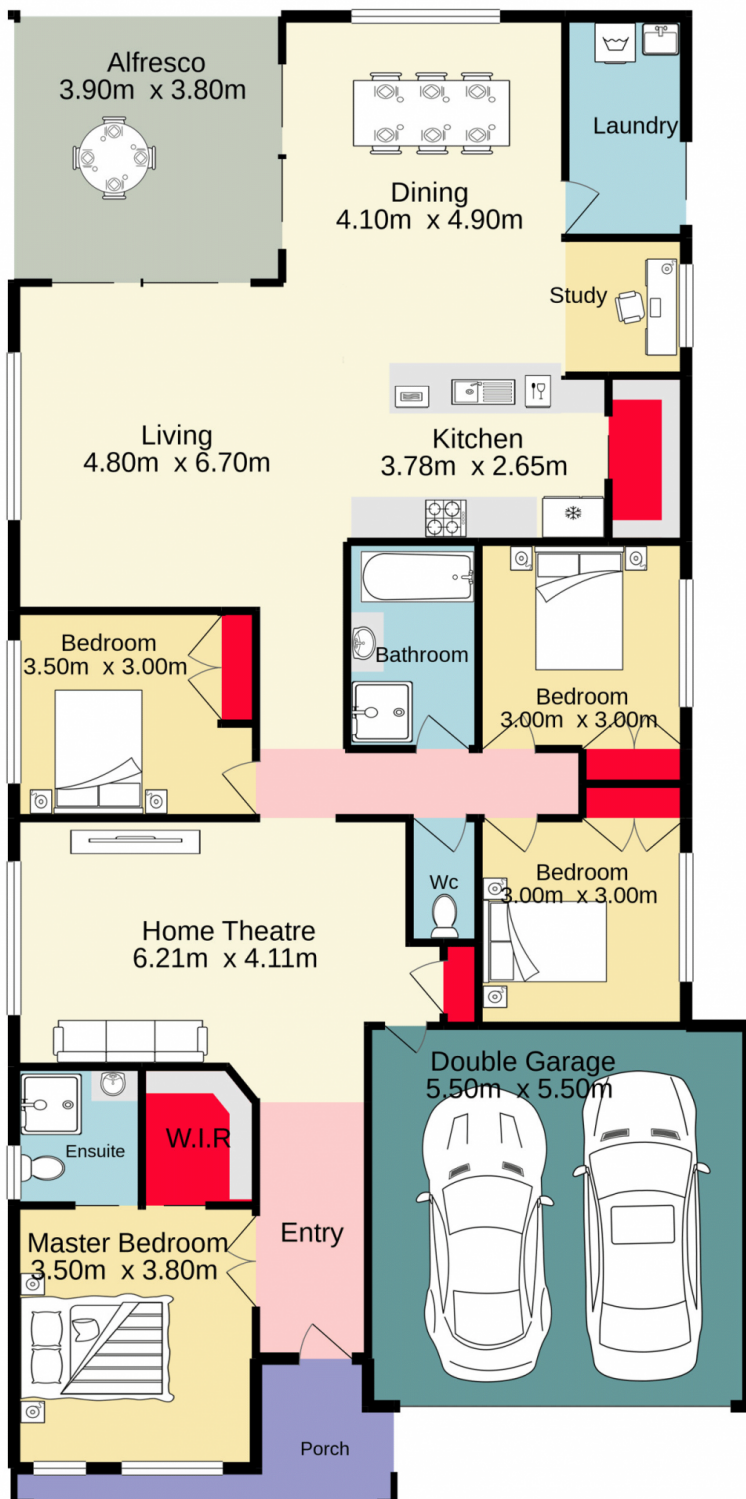 Alfresco
3.90m x 3.80m
Laundry
Dining
4.10m x 4.90m
Study
Living
4.80m x 6.70m
Kitchen
3.78m x 2.65m
Bedroom
3.50m x 3.00m
Bathroom
Bedroom
3.00m x 3.00m
Wc
Bedroom
3.00m x 3.00m
Home Theatre
6.21m x 4.11m
Double Garage
5.50m x 5.50m
Ensuite
W.I.R
Entry
Master Bedroom
3.50m x 3.80m
Porch